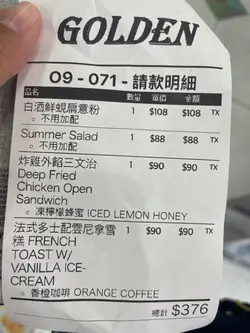 GOLDEN
O9 - 071 - 請款明細
品名 數量 單價 金額
白酒鮮蜆扁意粉 1 $108 $108 TX
。不用加配
Summer Salad 1 $88 $88 TX
。不用加配
炸雞外餡三文治 1 $90 $90 TX
Deep Fried
Chicken Open
Sandwich
。凍檸檬蜂蜜 ICED LEMON HONEY
法式多士配雲尼拿雪 1 $90 $90 TX
糕 FRENCH
TOAST W/
VANILLA ICE-
CREAM
。香橙咖啡 ORANGE COFFEE
總計 $376